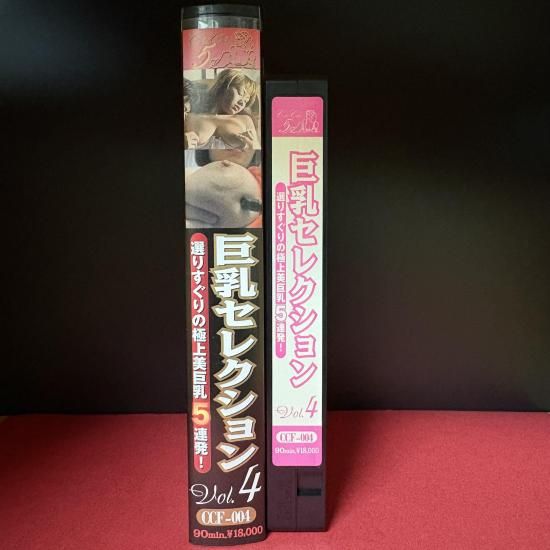 5
巨乳セレクション
選りすぐりの極上美巨乳5連発!
Vol.4
CCF-004
90min.¥18,000
5
巨乳セレクション
選りすぐりの極上美巨乳5連発!
Vol.4
CCF-004
90min.¥18,000